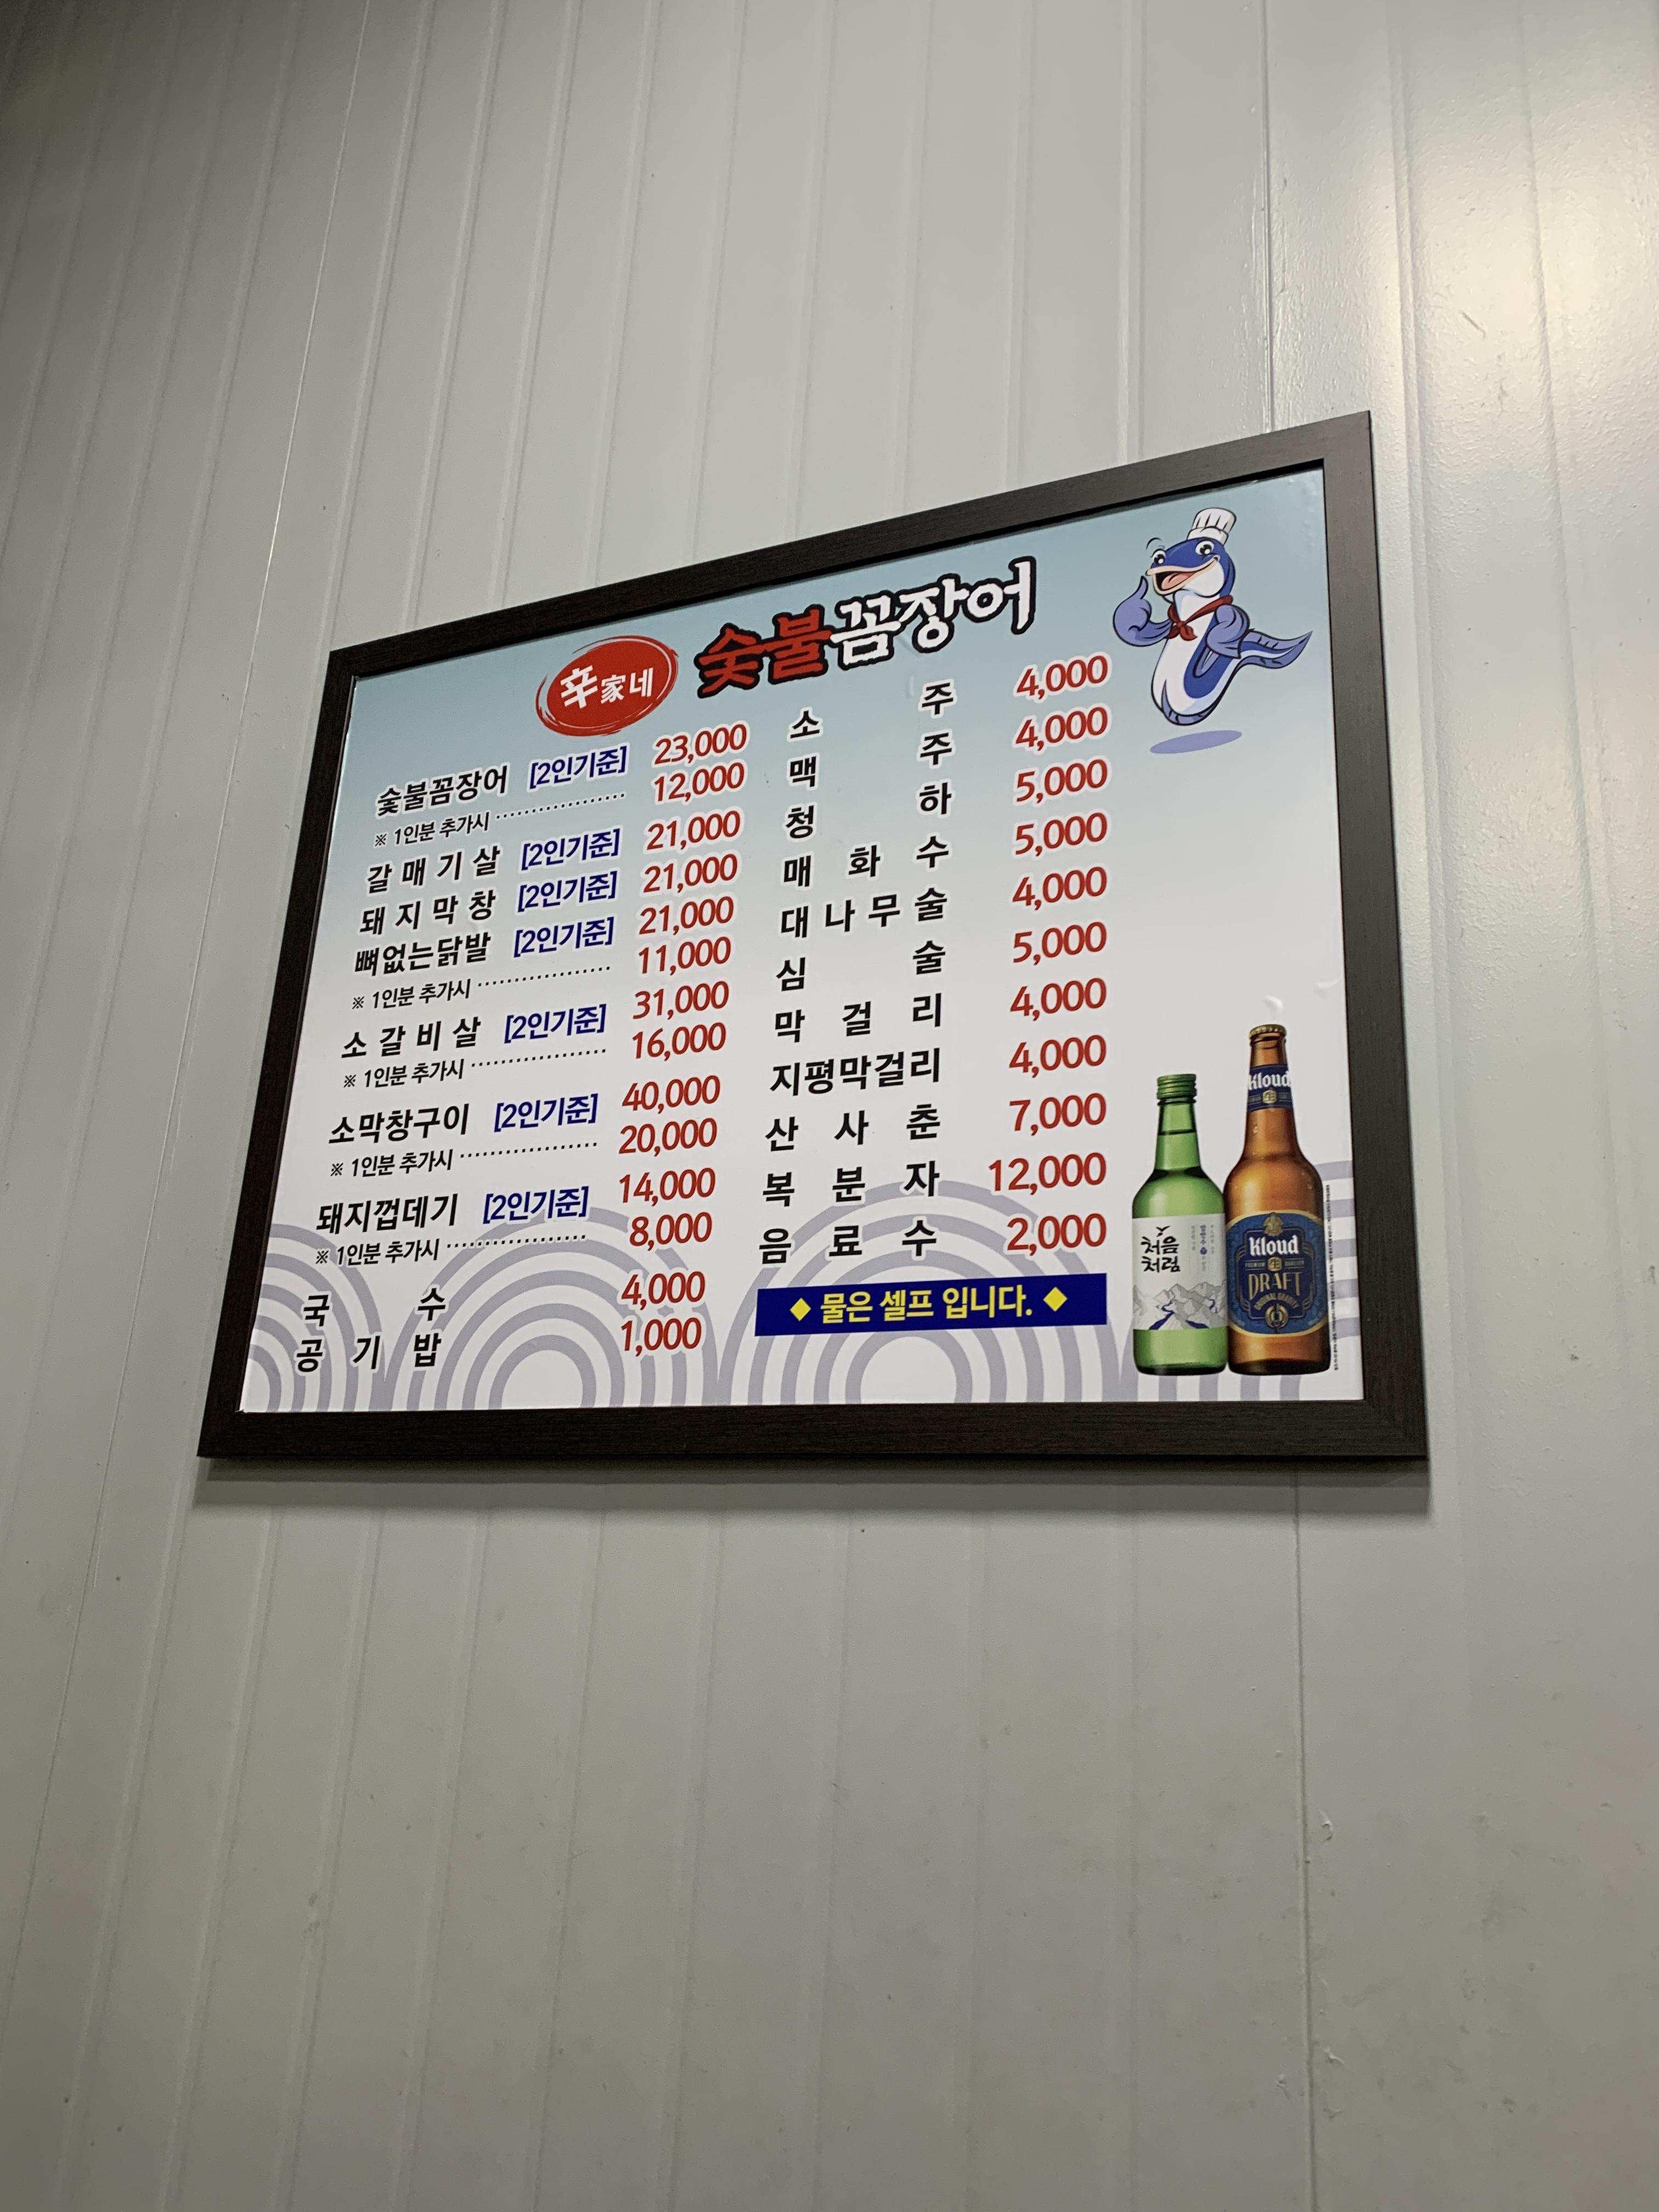 辛家네 숯불꼼장어
숯불꼼장어 [2인기준] 23,000
※ 1인분 추가시 ··················· 12,000
갈매기살 [2인기준] 21,000
돼지막창 [2인기준] 21,000
뼈없는닭발 [2인기준] 21,000
※ 1인분 추가시 ··················· 11,000
소갈비살 [2인기준] 31,000
※ 1인분 추가시 ··················· 16,000
소막창구이 [2인기준] 40,000
※ 1인분 추가시 ··················· 20,000
돼지껍데기 [2인기준] 14,000
※ 1인분 추가시 ··················· 8,000
국수 4,000
공기밥 1,000
소주 4,000
맥주 4,000
청하 5,000
매화수 5,000
대나무술 4,000
심술 5,000
막걸리 4,000
지평막걸리 4,000
산사춘 7,000
복분자 12,000
음료수 2,000
◆ 물은 셀프 입니다. ◆
처음
처럼
Kloud
生
Kloud
生
DRAFT
ORIGINAL GRAVITY